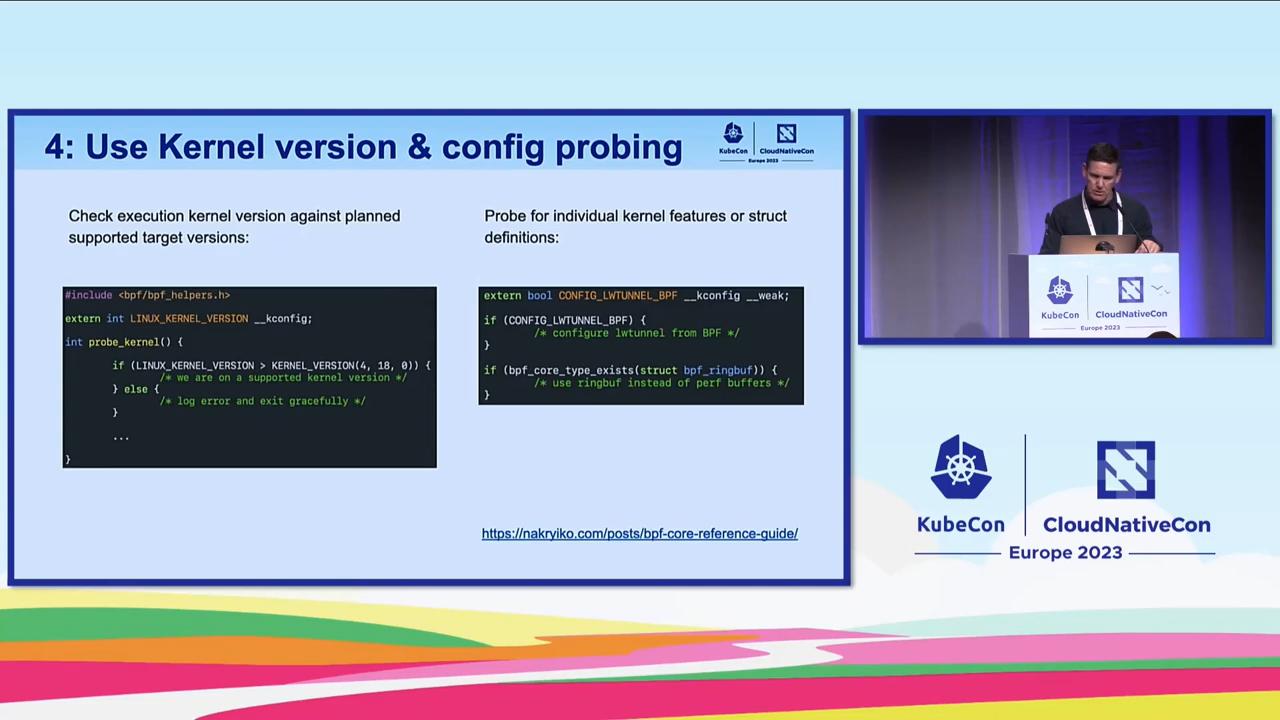 4: Use Kernel version & config probing
KubeCon
CloudNativeCon
Europe 2023
Check execution kernel version against planned
supported target versions:
#include <bpf/bpf_helpers.h>
extern int LINUX_KERNEL_VERSION __kconfig;
int probe_kernel() {
if (LINUX_KERNEL_VERSION > KERNEL_VERSION(4, 18, 0)) {
/* we are on a supported kernel version */
} else {
/* log error and exit gracefully */
}
...
}
Probe for individual kernel features or struct
definitions:
extern bool CONFIG_LWTUNNEL_BPF __kconfig __weak;
if (CONFIG_LWTUNNEL_BPF) {
/* configure lwtunnel from BPF */
}
if (bpf_core_type_exists(struct bpf_ringbuf)) {
/* use ringbuf instead of perf buffers */
}
https://nakryiko.com/posts/bpf-core-reference-guide/
KubeCon
CloudNativeCon
Europe 2023
KubeCon
CloudNativeCon
Europe 2023